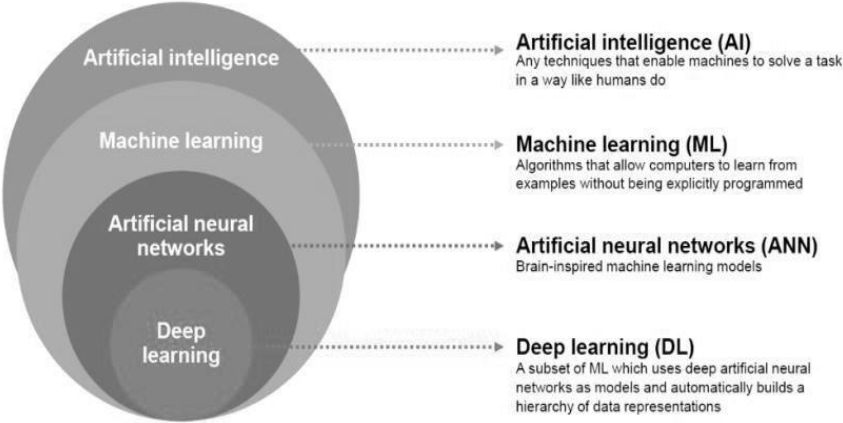 Artificial intelligence
Machine learning
Artificial neural
networks
Deep
learning
Artificial intelligence (AI)
Any techniques that enable machines to solve a task
in a way like humans do
Machine learning (ML)
Algorithms that allow computers to learn from
examples without being explicitly programmed
Artificial neural networks (ANN)
Brain-inspired machine learning models
Deep learning (DL)
A subset of ML which uses deep artificial neural
networks as models and automatically builds a
hierarchy of data representations